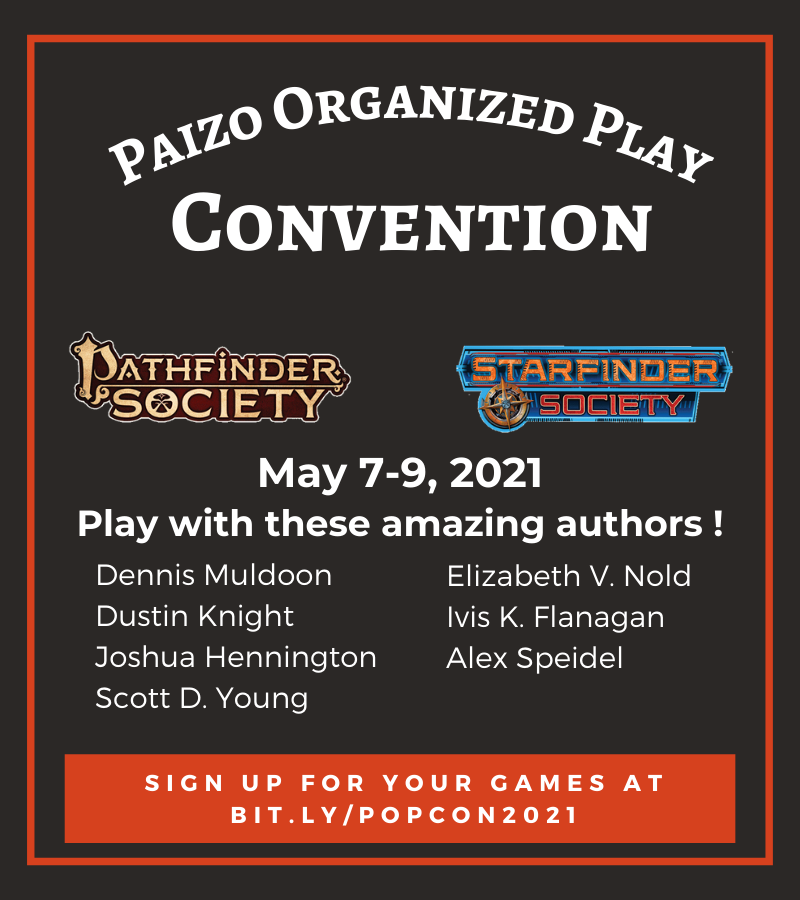 Paizo Organized Play
Convention
Pathfinder
Society
Starfinder
Society
May 7-9, 2021
Play with these amazing authors !
Dennis Muldoon
Dustin Knight
Joshua Hennington
Scott D. Young
Elizabeth V. Nold
Ivis K. Flanagan
Alex Speidel
SIGN UP FOR YOUR GAMES AT
BIT.LY/POPCON2021